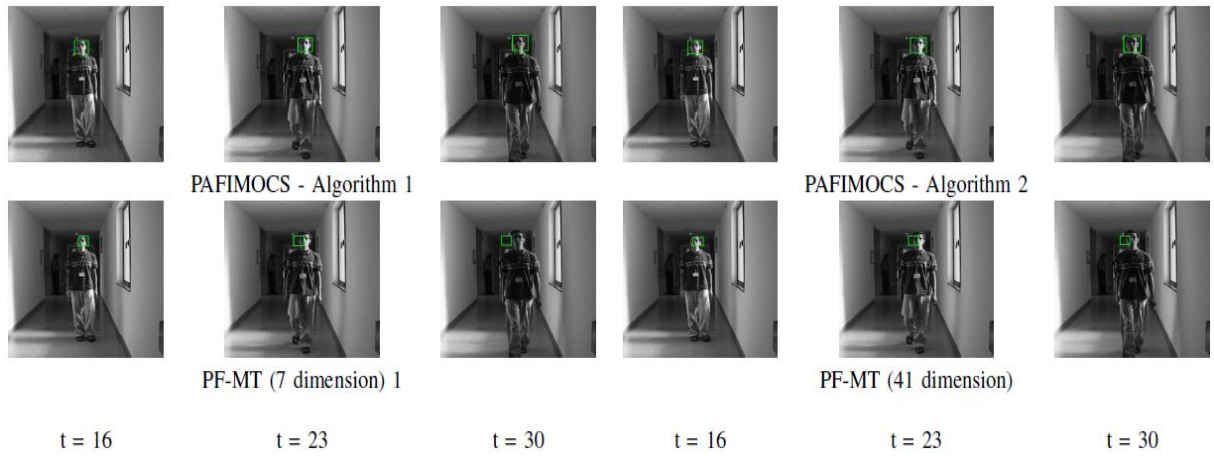 PAFIMOCS - Algorithm 1
PAFIMOCS - Algorithm 2
PF-MT (7 dimension) 1
PF-MT (41 dimension)
t = 16
t = 23
t = 30
t = 16
t = 23
t = 30